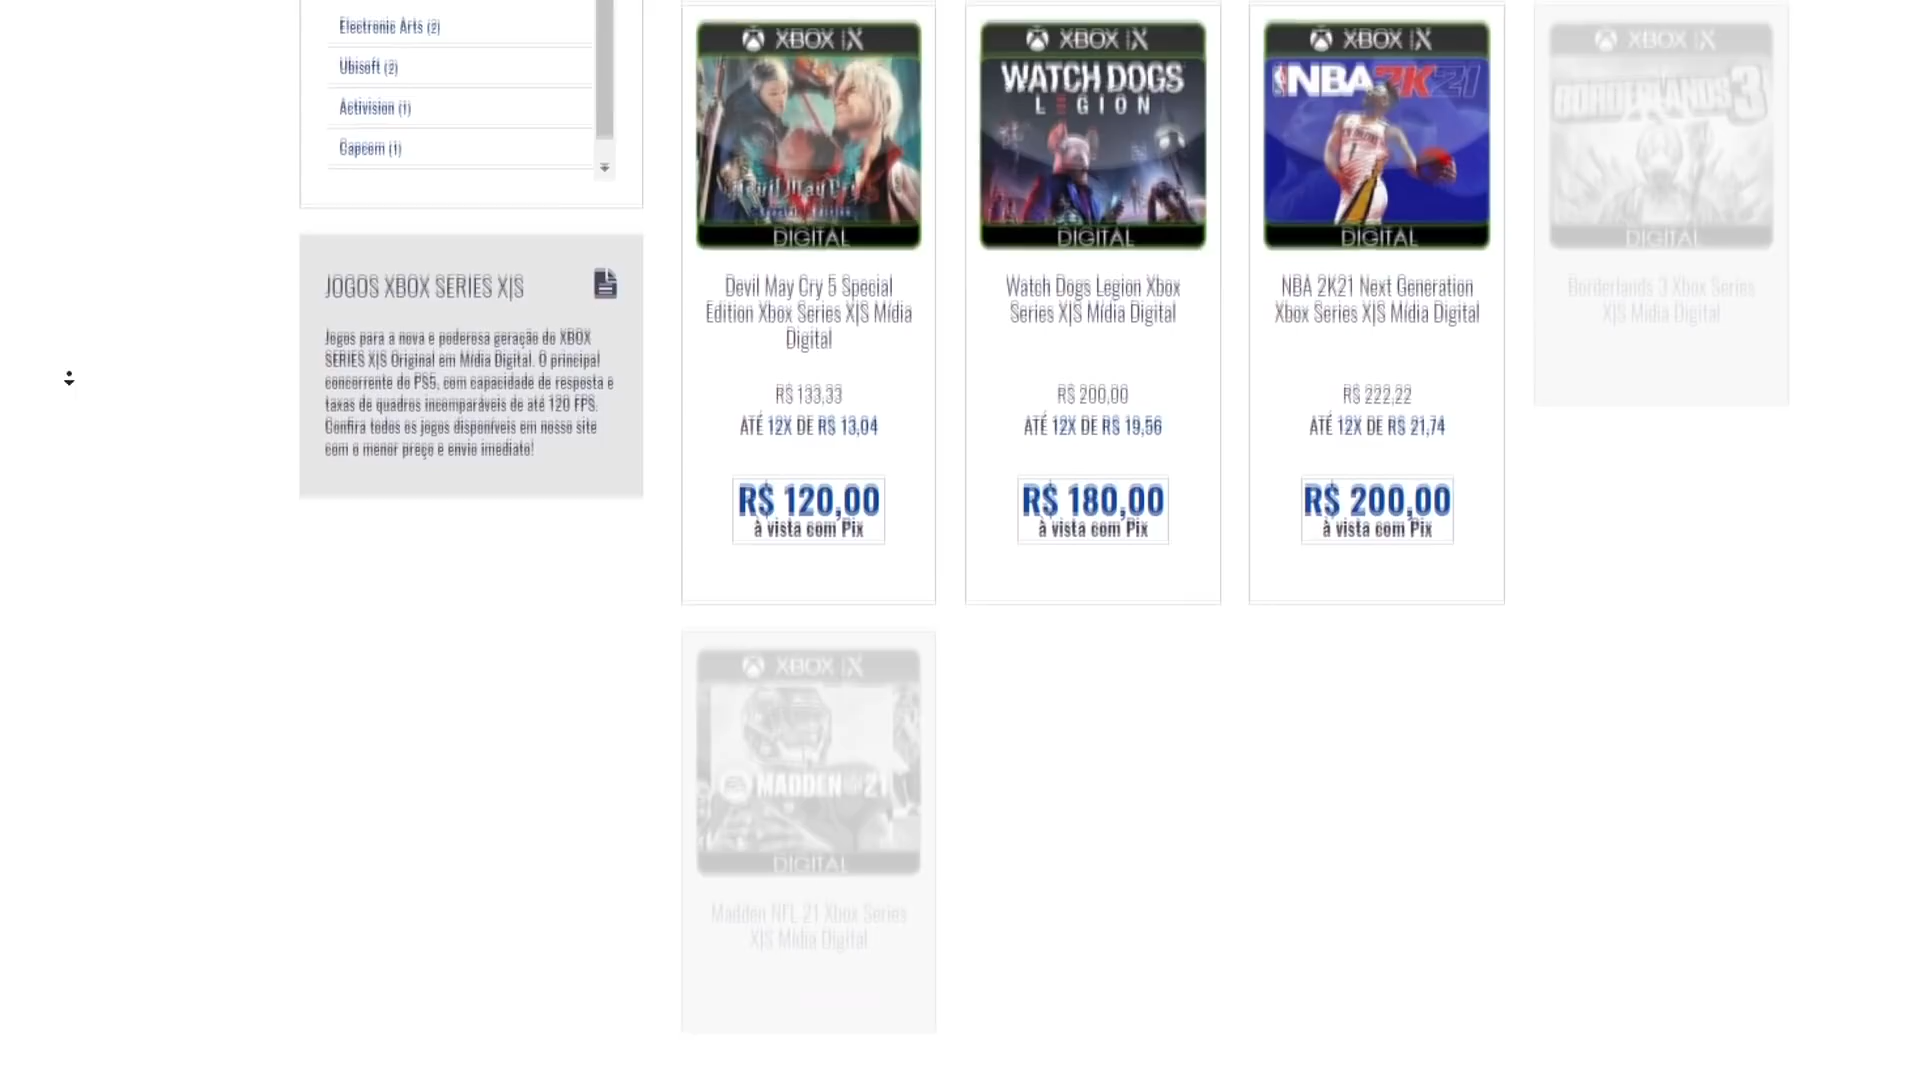 Electronic Arts (2)
Ubisoft (2)
Activision (1)
Capcom (1)
JOGOS XBOX SERIES X|S
Jogos para a nova e poderosa geração do XBOX
SERIES X|S Original em Mídia Digital. O principal
concorrente do PS5, com capacidade de resposta e
taxas de quadros incomparáveis de até 120 FPS.
Confira todos os jogos disponíveis em nosso site
com o menor preço e envio imediato!
XBOX
Devil May Cry
DIGITAL
Devil May Cry 5 Special
Edition Xbox Series X|S Mídia
Digital
R$ 133,33
ATÉ 12X DE R$ 13,04
R$ 120,00
à vista com Pix
XBOX
WATCH DOGS
LEGION
DIGITAL
Watch Dogs Legion Xbox
Series X|S Mídia Digital
R$ 200,00
ATÉ 12X DE R$ 19,56
R$ 180,00
à vista com Pix
XBOX
NBA 2K21
DIGITAL
NBA 2K21 Next Generation
Xbox Series X|S Mídia Digital
R$ 222,22
ATÉ 12X DE R$ 21,74
R$ 200,00
à vista com Pix
XBOX
BORDERLANDS 3
DIGITAL
Borderlands 3 Xbox Series
X|S Mídia Digital
XBOX
EA MADDEN 21
DIGITAL
Madden NFL 21 Xbox Series
X|S Mídia Digital